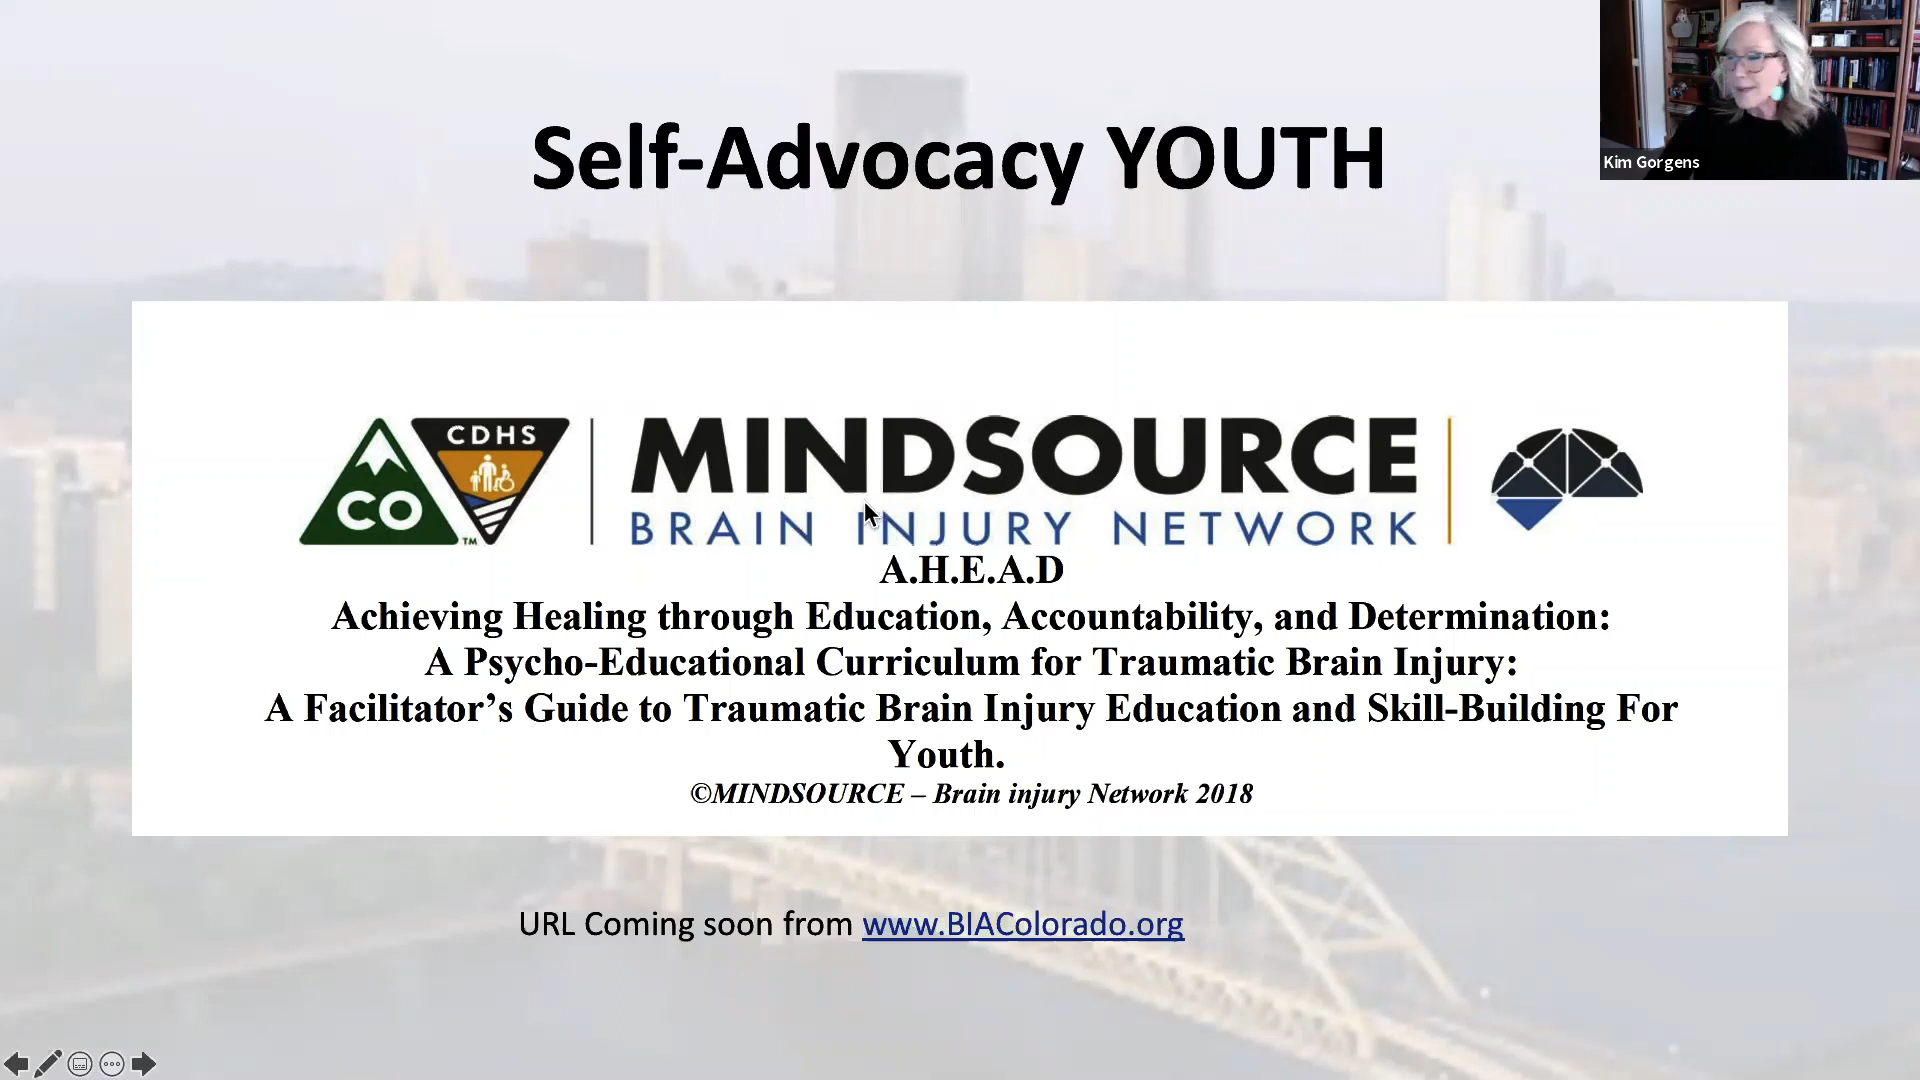 Self-Advocacy YOUTH
Kim Gorgens
CO
TM
CDHS
MINDSOURCE
BRAIN INJURY NETWORK
A.H.E.A.D
Achieving Healing through Education, Accountability, and Determination:
A Psycho-Educational Curriculum for Traumatic Brain Injury:
A Facilitator’s Guide to Traumatic Brain Injury Education and Skill-Building For
Youth.
©MINDSOURCE – Brain injury Network 2018
URL Coming soon from www.BIAColorado.org